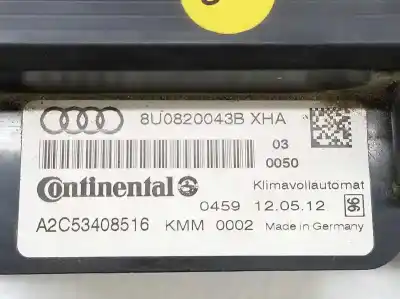 8U0820043B XHA
03
0050
Continental
Klimavollautomat
0459 12.05.12
96
A2C53408516 KMM 0002 Made in Germany